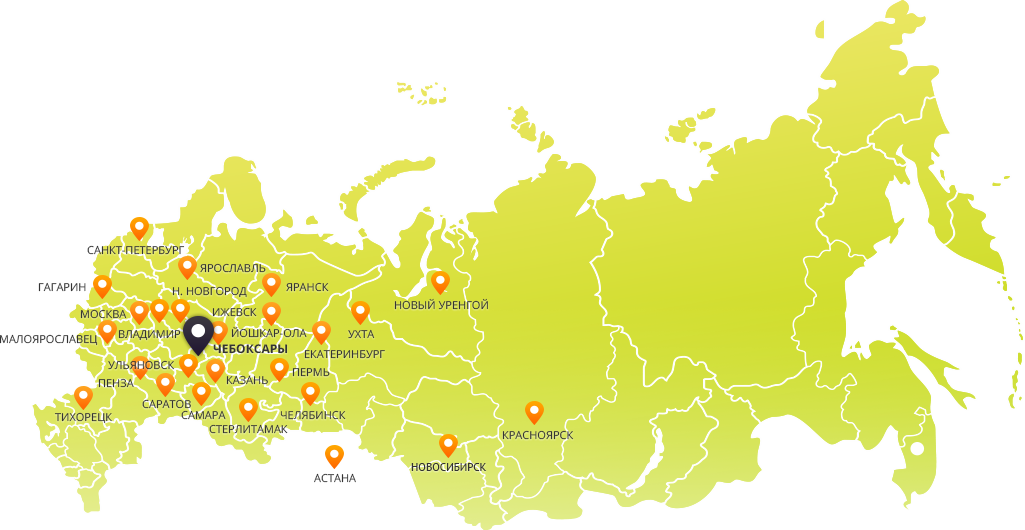 САНКТ-ПЕТЕРБУРГ
ЯРОСЛАВЛЬ
ГАГАРИН
Н. НОВГОРОД
ЯРАНСК
НОВЫЙ УРЕНГОЙ
МОСКВА
ИЖЕВСК
МАЛОЯРОСЛАВЕЦ
ВЛАДИМИР
ЙОШКАР-ОЛА
УХТА
ЧЕБОКСАРЫ
ЕКАТЕРИНБУРГ
УЛЬЯНОВСК
ПЕРМЬ
ПЕНЗА
КАЗАНЬ
САРАТОВ
ТИХОРЕЦК
САМАРА
ЧЕЛЯБИНСК
СТЕРЛИТАМАК
КРАСНОЯРСК
НОВОСИБИРСК
АСТАНА